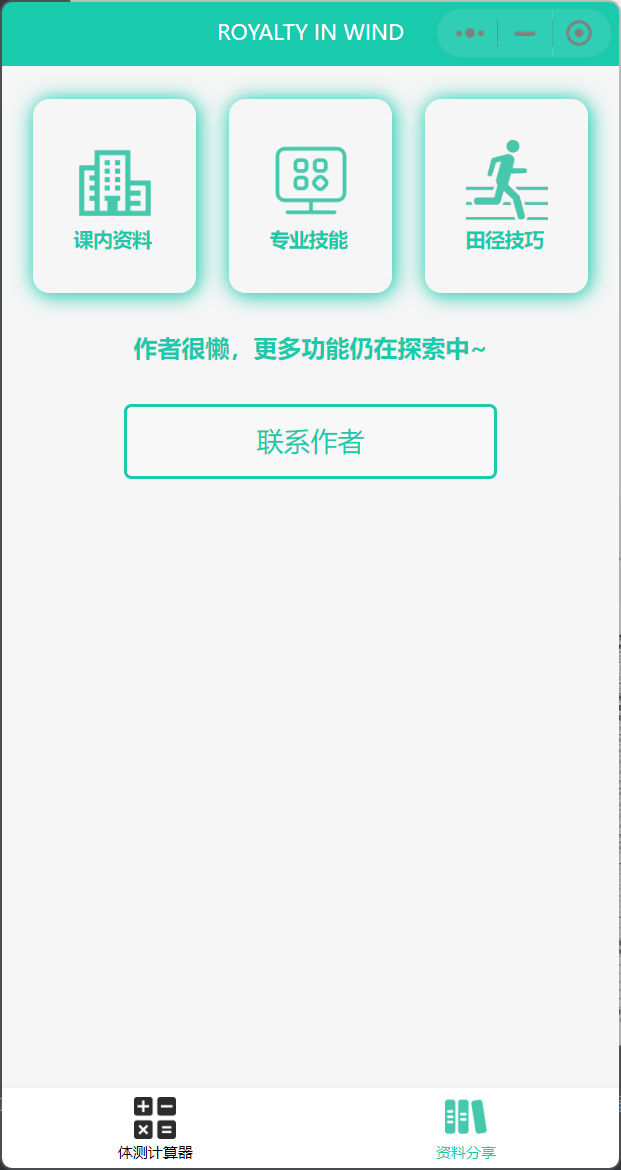 ROYALTY IN WIND
课内资料
专业技能
田径技巧
作者很懒，更多功能仍在探索中~
联系作者
体测计算器
资料分享